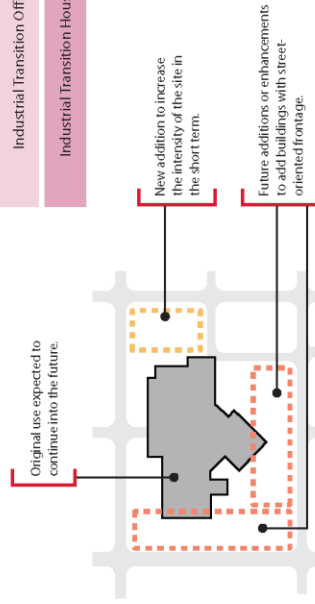 Industrial Transition Off
Industrial Transition Hous
New addition to increase
the intensity of the site in
the short term.
Future additions or enhancements
to add buildings with street-
oriented frontage.
Original use expected to
continue into the future.